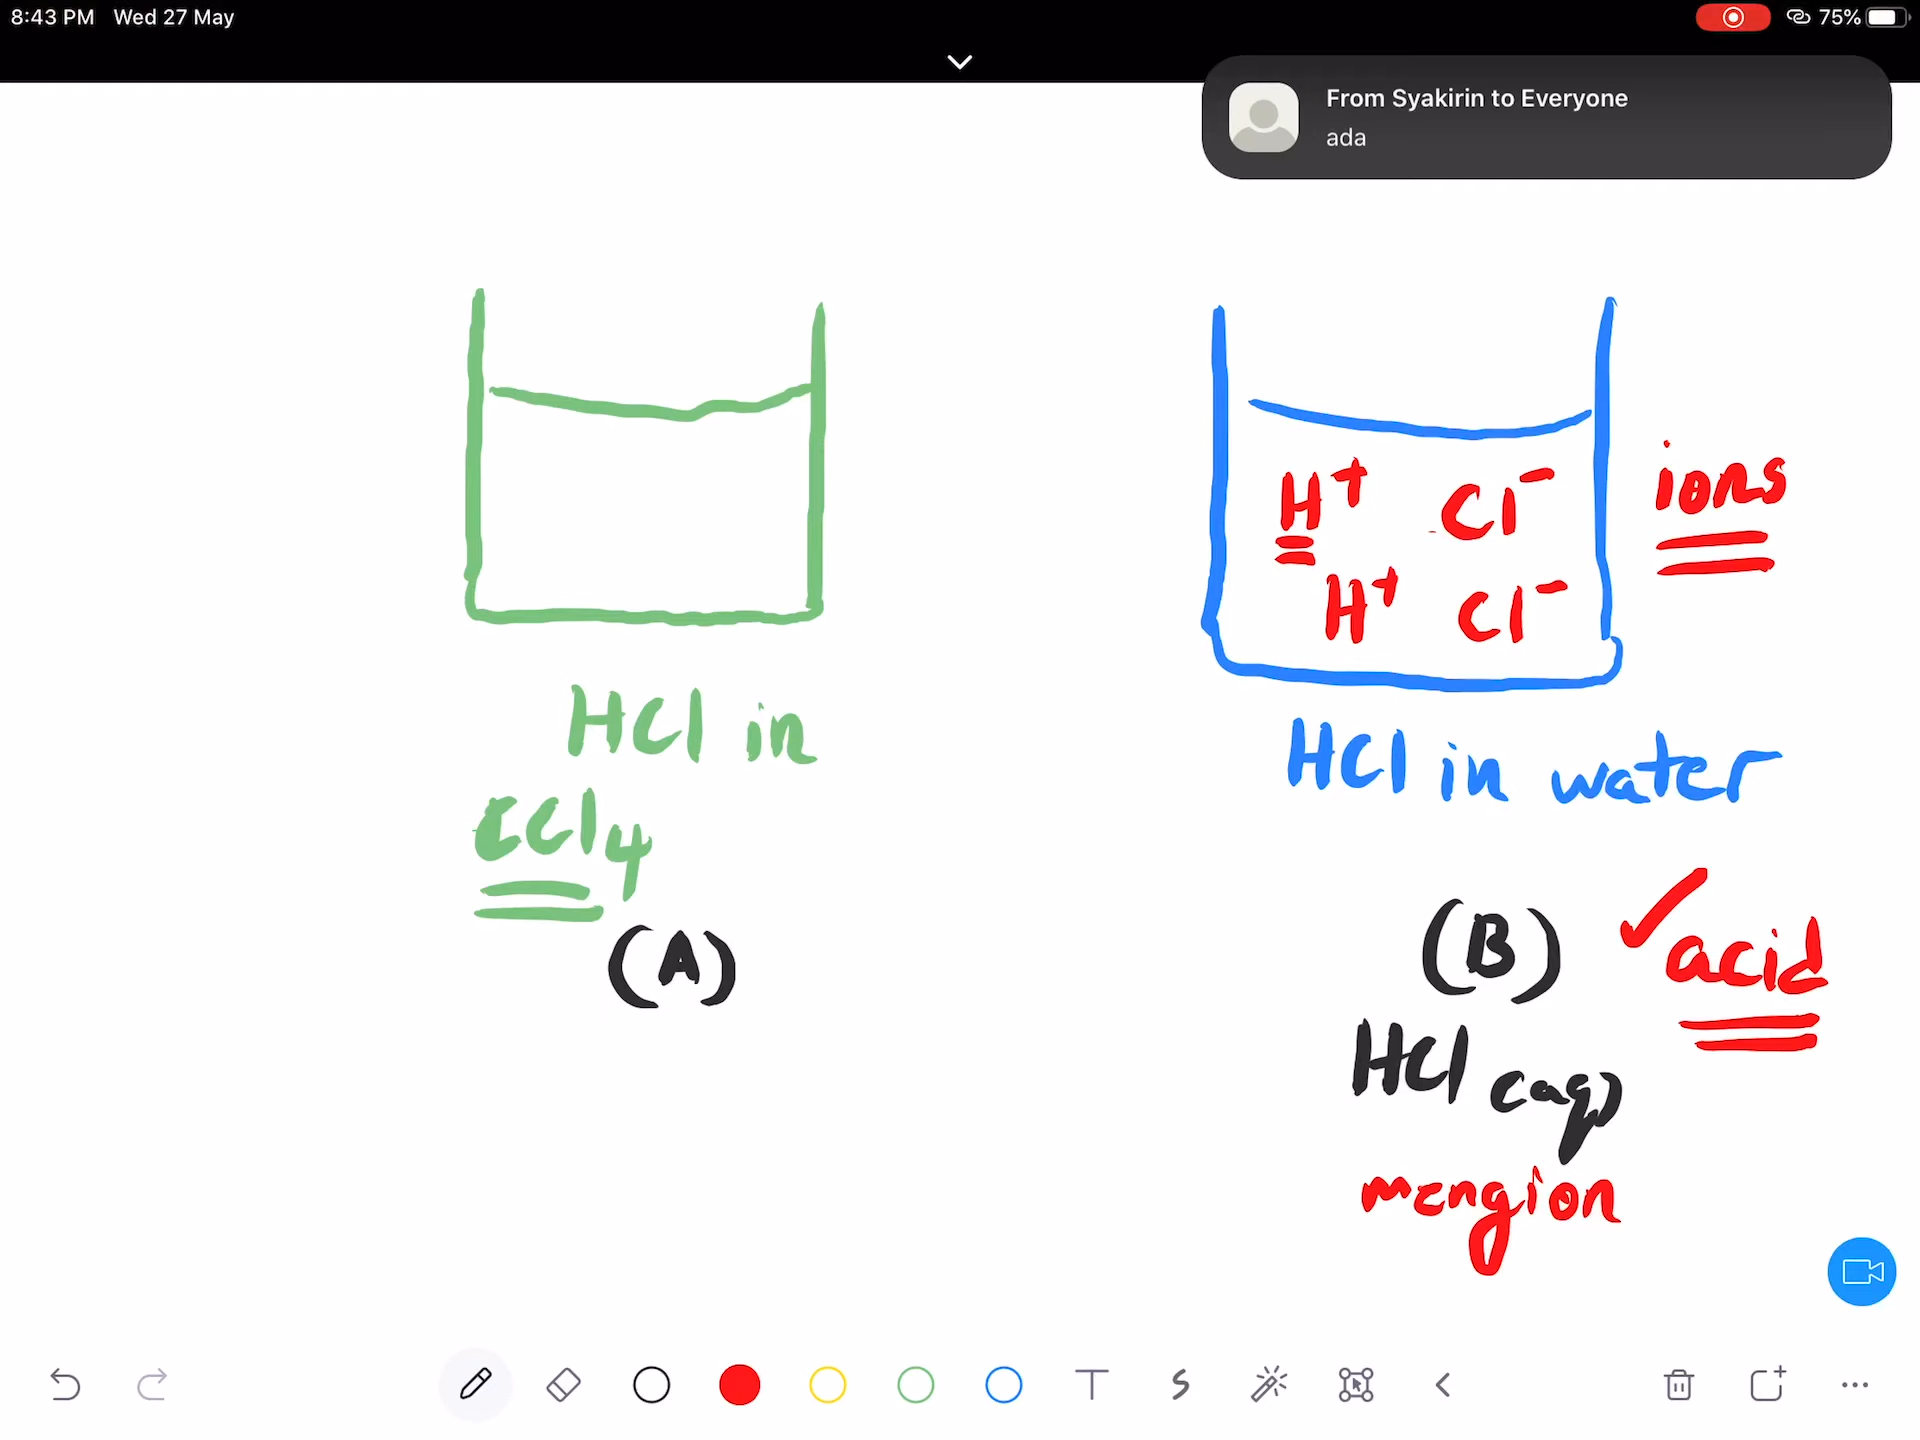 8:43 PM Wed 27 May
75%
From Syakirin to Everyone
ada
H⁺ Cl⁻
H⁺ Cl⁻
ions
HCl in
CCl₄
(A)
HCl in water
(B) ✓ acid
HCl (aq)
mengion